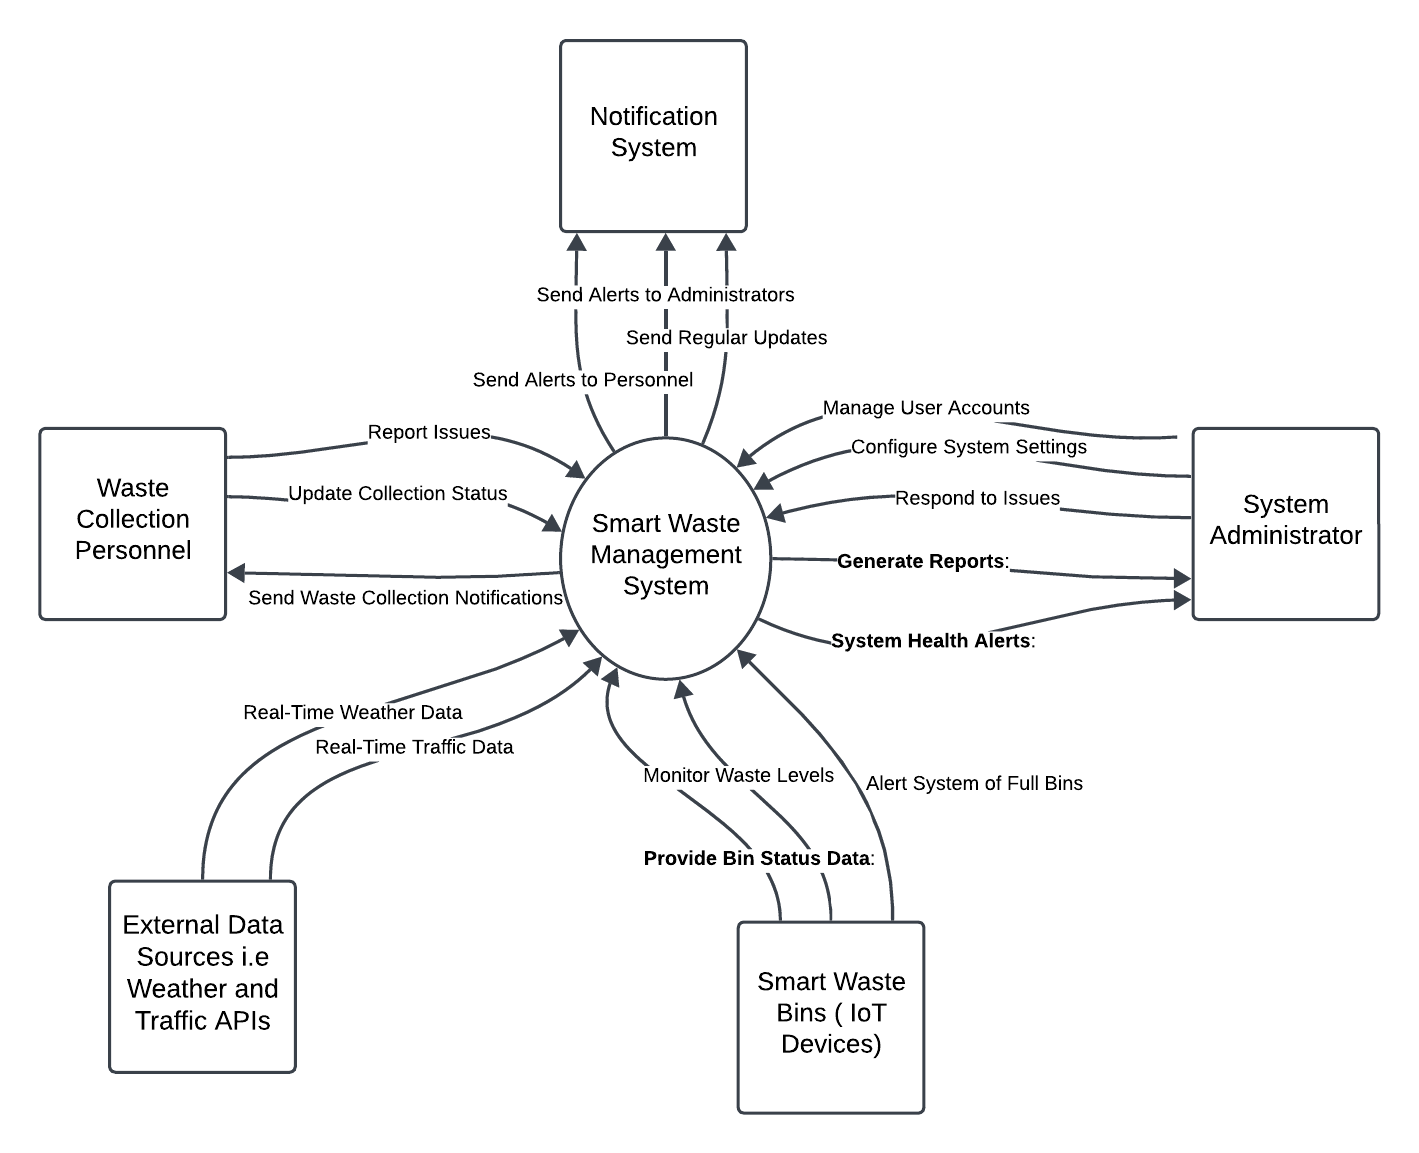 Notification
System
Send Alerts to Administrators
Send Regular Updates
Send Alerts to Personnel
Manage User Accounts
Report Issues
Configure System Settings
Waste
Collection
Personnel
Update Collection Status
Respond to Issues
System
Administrator
Smart Waste
Management
System
Generate Reports:
Send Waste Collection Notifications
System Health Alerts:
Real-Time Weather Data
Real-Time Traffic Data
Monitor Waste Levels
Alert System of Full Bins
Provide Bin Status Data:
External Data
Sources i.e
Weather and
Traffic APIs
Smart Waste
Bins ( IoT
Devices)